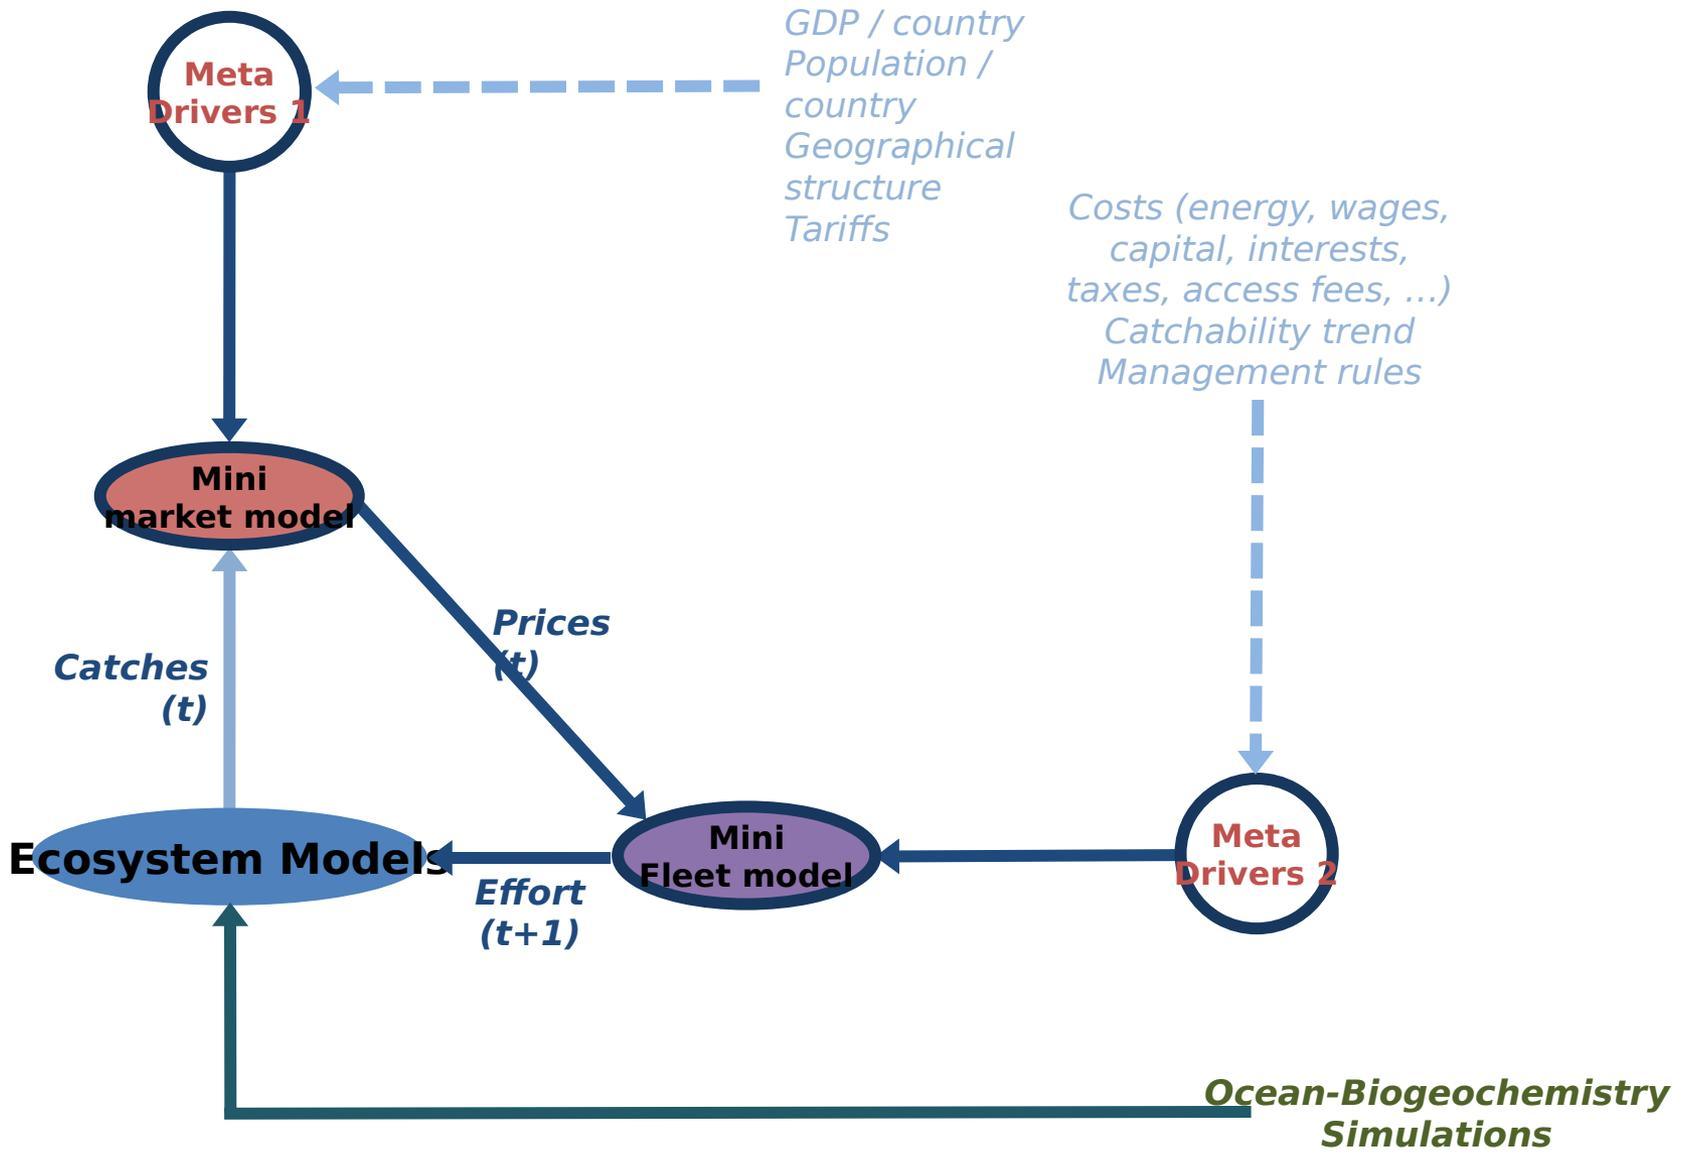 Meta
Drivers 1
GDP / country
Population /
country
Geographical
structure
Tariffs
Costs (energy, wages,
capital, interests,
taxes, access fees, ...)
Catchability trend
Management rules
Mini
market model
Prices
(t)
Catches
(t)
Ecosystem Models
Effort
(t+1)
Mini
Fleet model
Meta
Drivers 2
Ocean-Biogeochemistry
Simulations